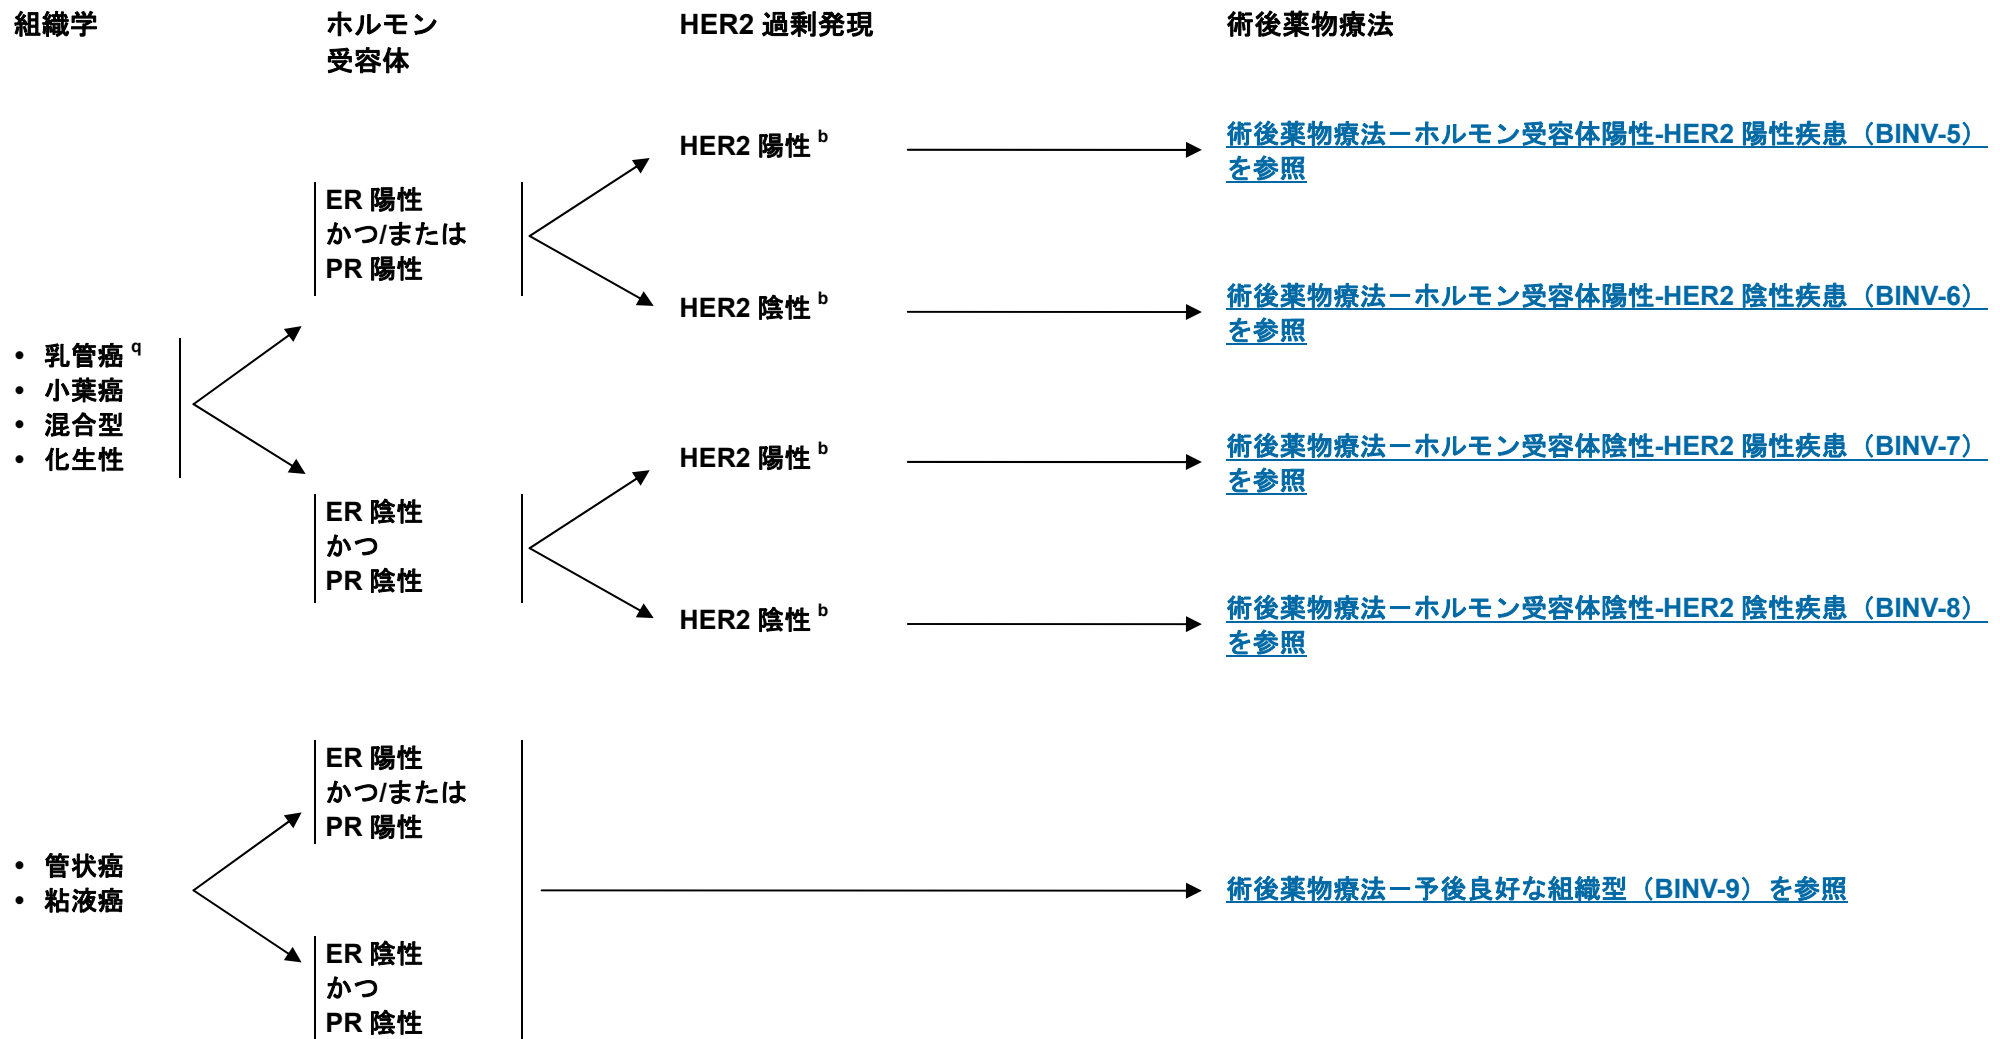 組織学
ホルモン
受容体
HER2 過剰発現
術後薬物療法
• 乳管癌 q
• 小葉癌
• 混合型
• 化生性
ER 陽性
かつ/または
PR 陽性
HER2 陽性 b
術後薬物療法－ホルモン受容体陽性-HER2 陽性疾患（BINV-5）
を参照
HER2 陰性 b
術後薬物療法－ホルモン受容体陽性-HER2 陰性疾患（BINV-6）
を参照
ER 陰性
かつ
PR 陰性
HER2 陽性 b
術後薬物療法－ホルモン受容体陰性-HER2 陽性疾患（BINV-7）
を参照
HER2 陰性 b
術後薬物療法－ホルモン受容体陰性-HER2 陰性疾患（BINV-8）
を参照
• 管状癌
• 粘液癌
ER 陽性
かつ/または
PR 陽性
ER 陰性
かつ
PR 陰性
術後薬物療法－予後良好な組織型（BINV-9）を参照